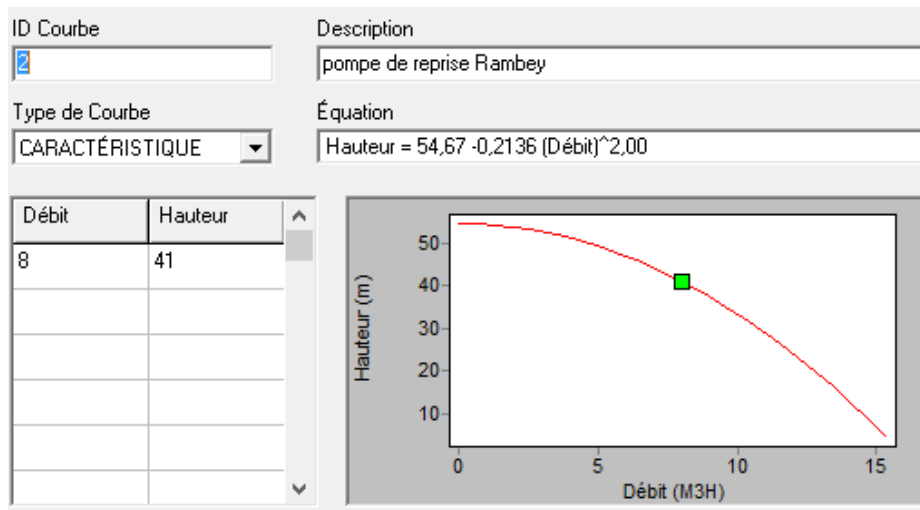 ID Courbe
Description
2
pompe de reprise Rambey
Type de Courbe
Équation
CARACTÉRISTIQUE
Hauteur = 54,67 -0,2136 (Débit)^2,00
Débit Hauteur
8 41
Hauteur (m)
50
40
30
20
10
0 5 10 15
Débit (M3H)